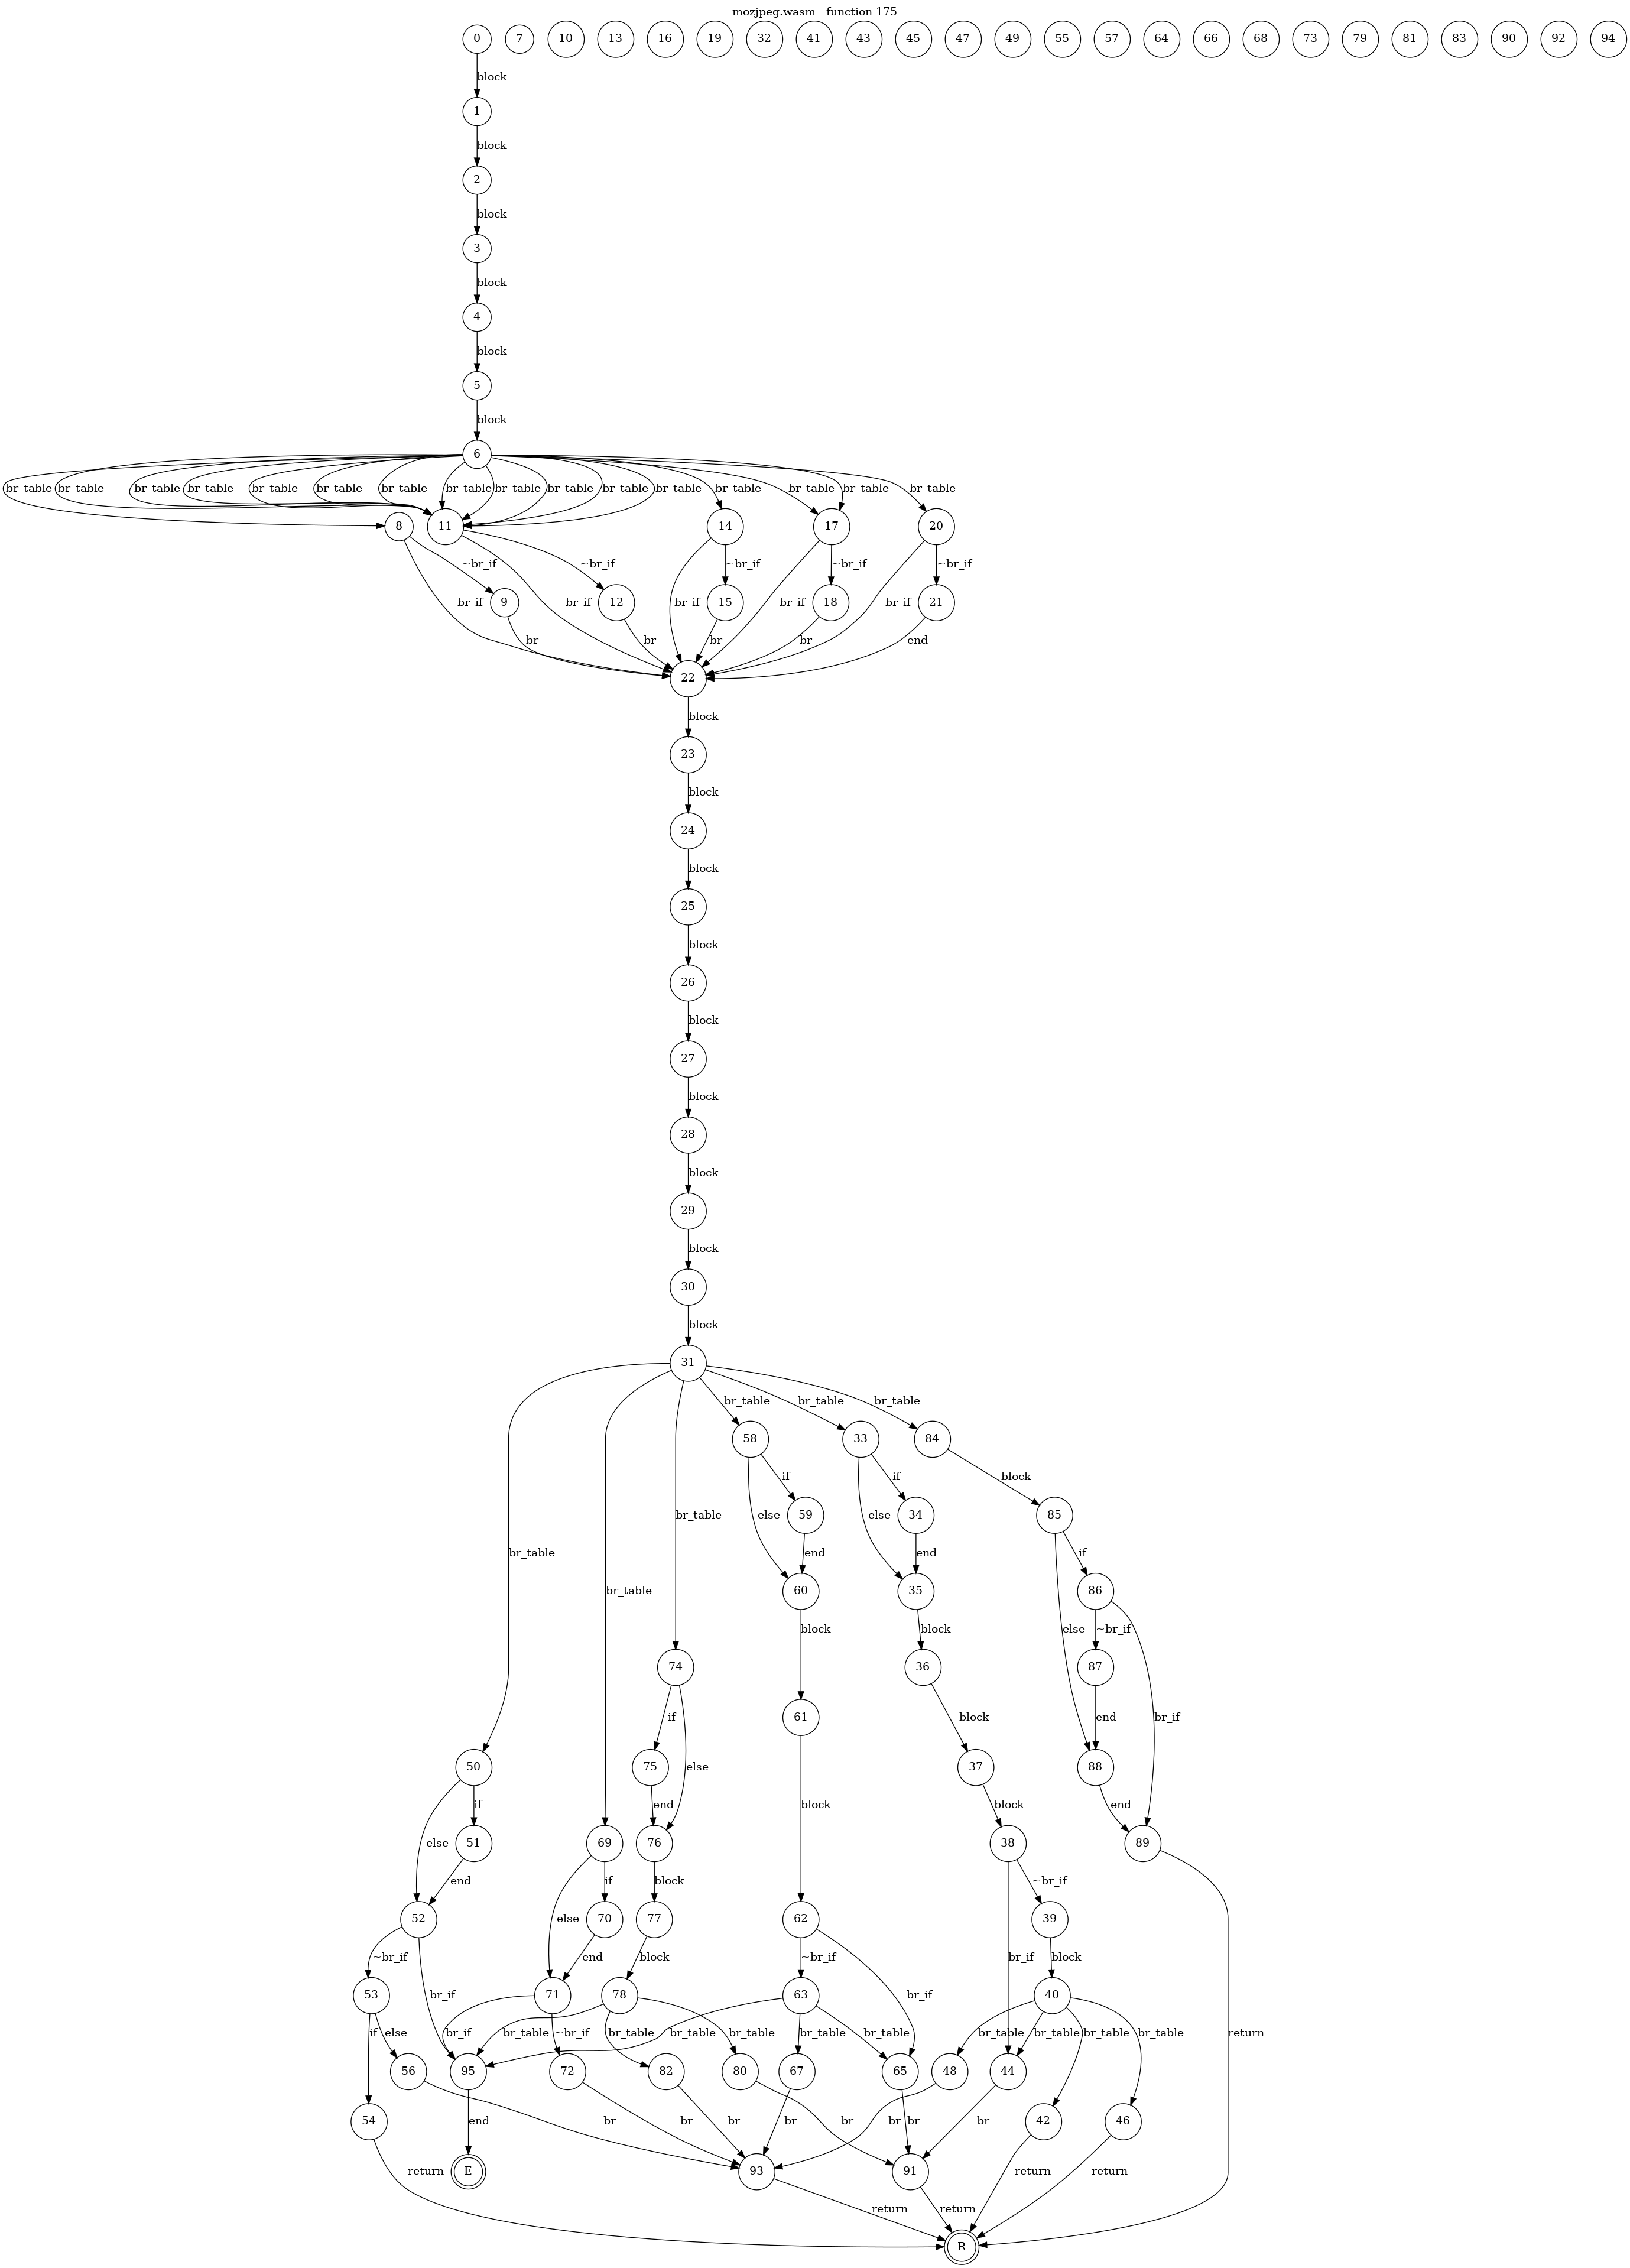 mozjpeg.wasm - function 175
0 7 10 13 16 19 32 41 43 45 47 49 55 57 64 66 68 73 79 81 83 90 92 94
block
1
block
2
block
3
block
4
block
5
block
6
br_table br_table br_table br_table br_table br_table br_table br_table br_table br_table br_table br_table br_table br_table br_table br_table
8 11 14 17 20
~br_if ~br_if ~br_if ~br_if ~br_if
9 12 15 18 21
br_if br_if br_if br_if br_if
br br br br end
22
block
23
block
24
block
25
block
26
block
27
block
28
block
29
block
30
block
31
br_table br_table br_table
58 33 84
if if block
else 59 else 34 85
br_table br_table end end if
br_table 60 35 86
block block else ~br_if
74 36 87
if 61 block end br_if
50 75 else 37 88
if end block block end
else 51 69 76 38 89
end if block ~br_if
52 else 70 77 62 39
~br_if end block ~br_if br_if block
53 br_if 71 78 63 br_if 40
if else br_if ~br_if br_table br_table br_table br_table br_table br_table br_table br_table br_table br_table return
56 95 72 82 80 67 65 48 44
54 end br br br br br br br br 42 46
return E 93 91 return return
return return
R